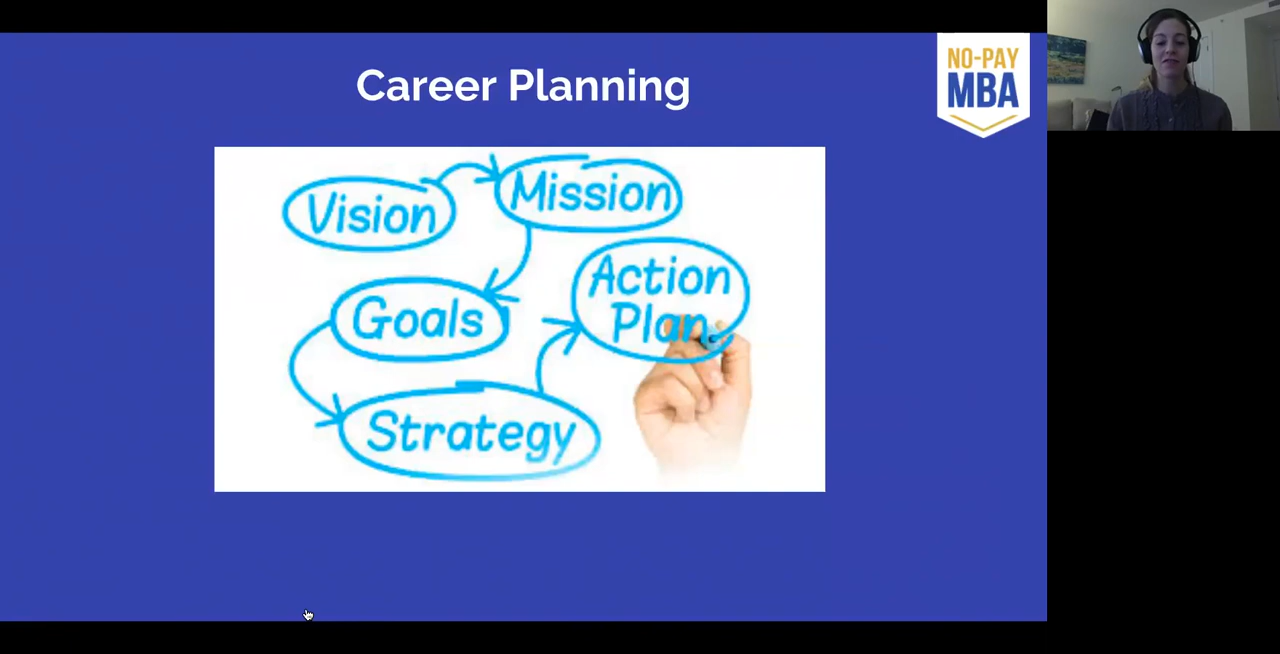 Career Planning
NO-PAY
MBA
Vision
Mission
Goals
Action
Plan
Strategy